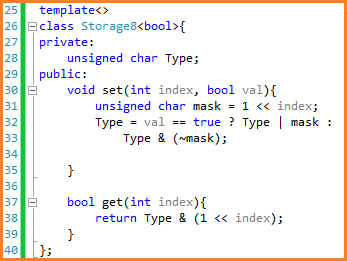 25 template<>
26 class Storage8<bool>{
27 private:
28 unsigned char Type;
29 public:
30 void set(int index, bool val){
31 unsigned char mask = 1 << index;
32 Type = val == true ? Type | mask :
33 Type & (~mask);
34
35 }
36
37 bool get(int index){
38 return Type & (1 << index);
39 }
40 };